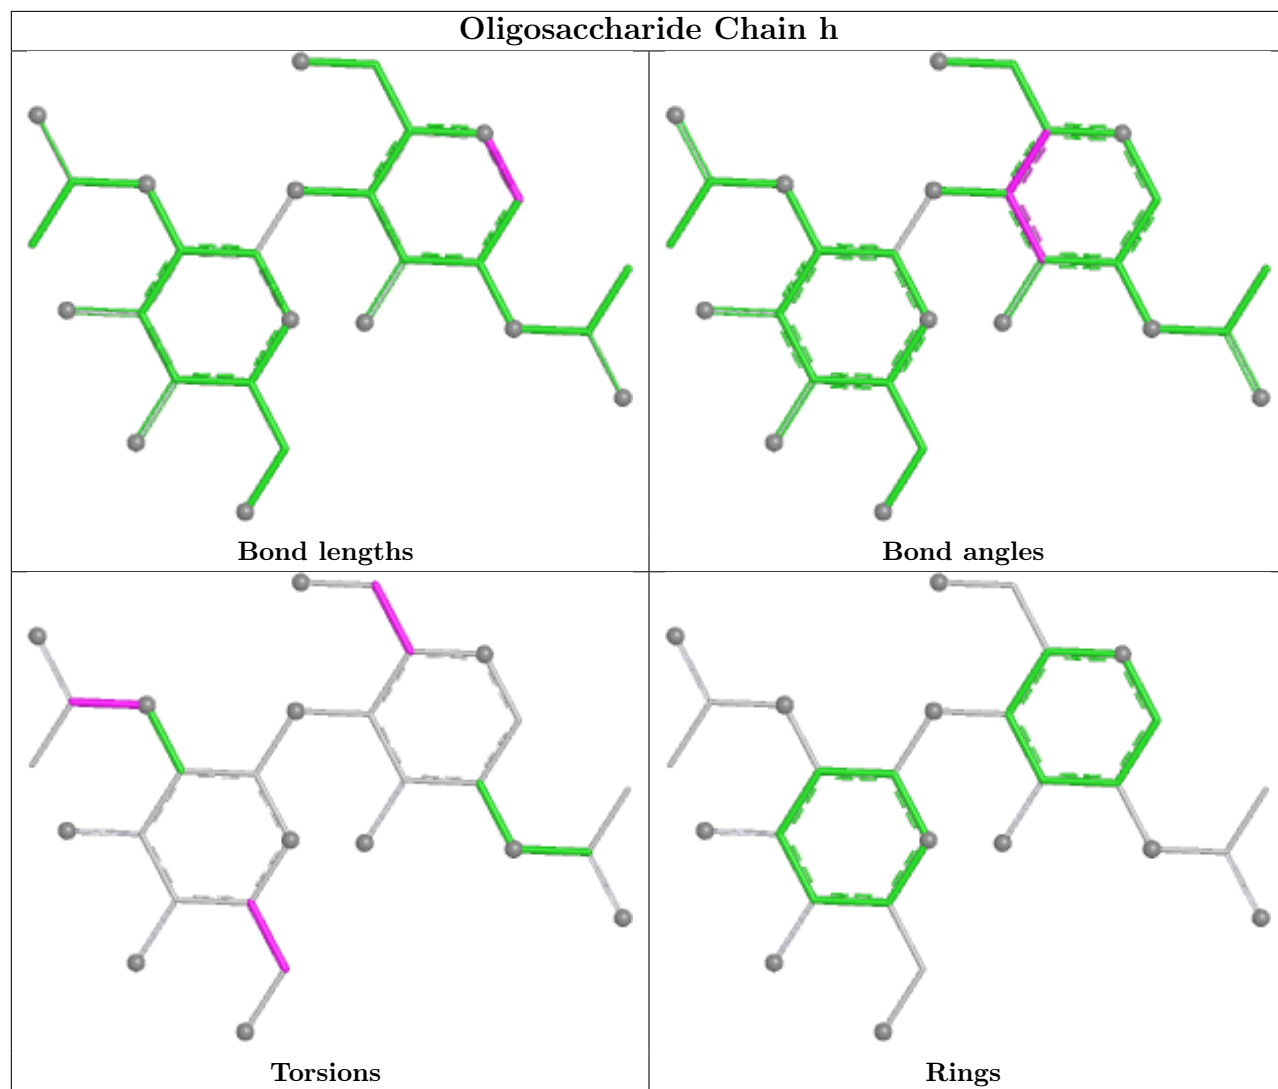 Oligosaccharide Chain h
Bond lengths
Bond angles
Torsions
Rings